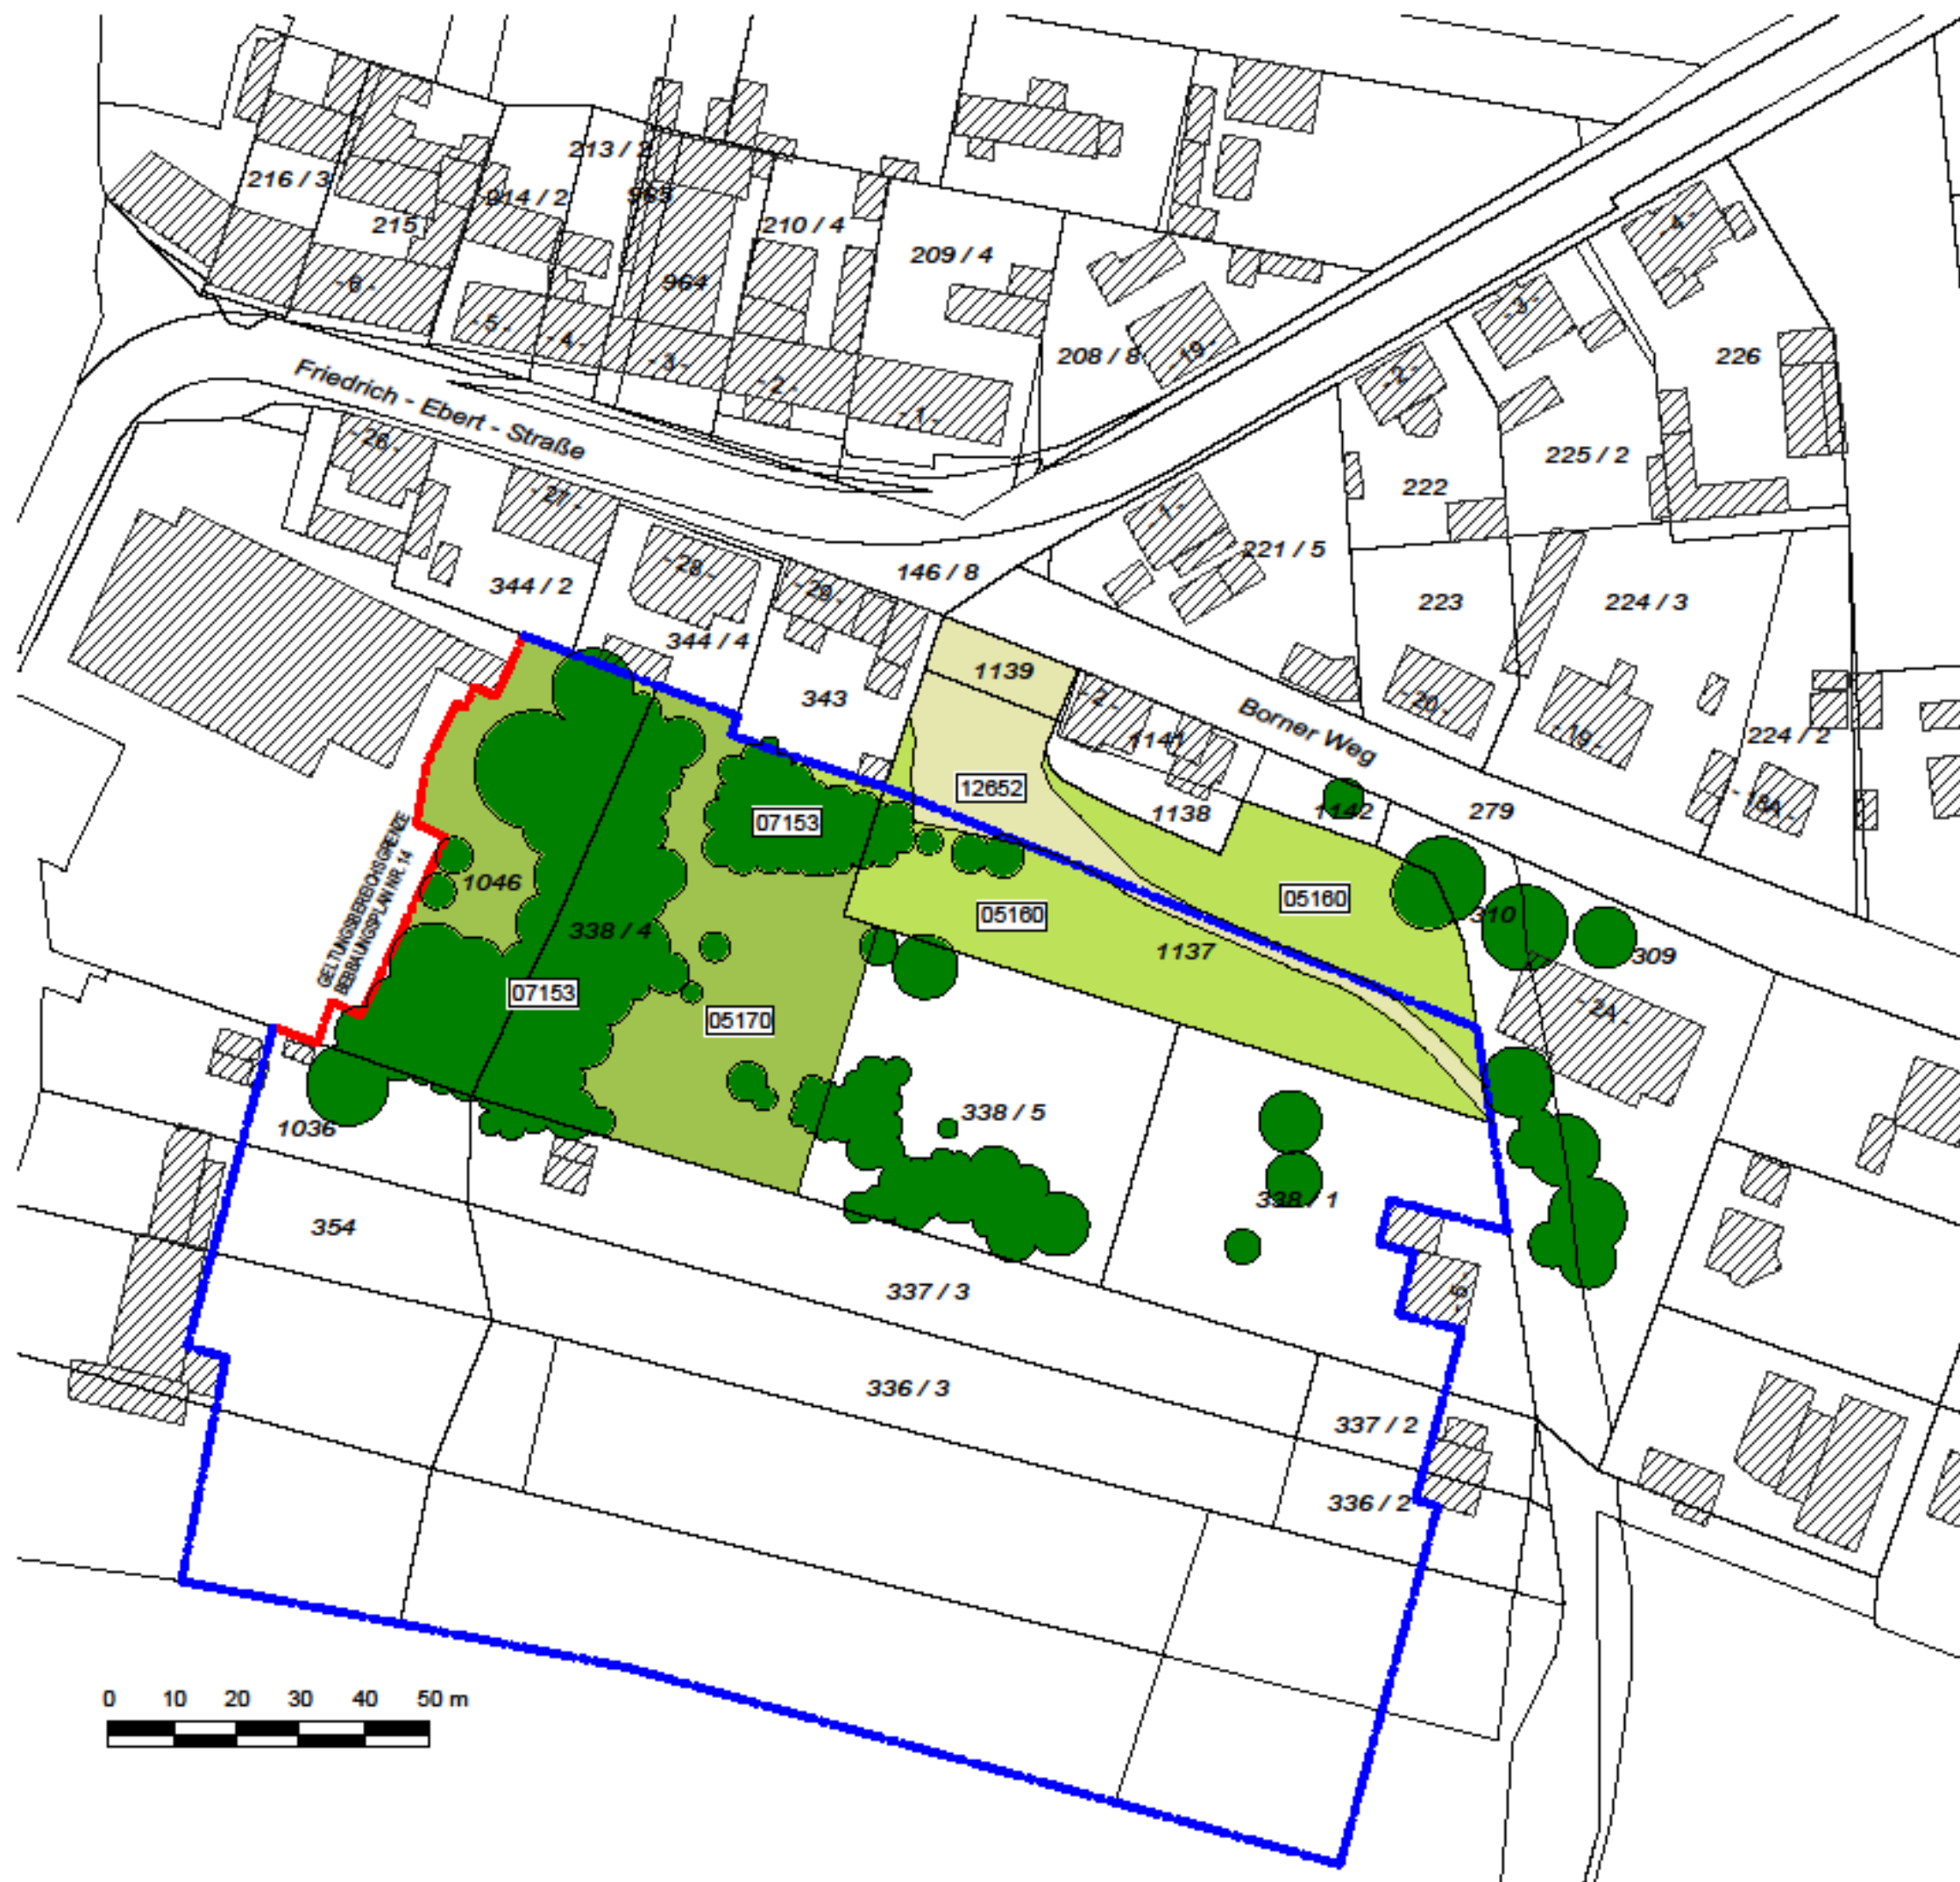 213 / 2
216 / 3
914 / 2
965
215
210 / 4
209 / 4
- 4 -
- 6 -
964
- 3 -
- 5 -
- 4 -
- 3 -
- 2 -
- 1 -
208 / 8
- 19 -
- 2 -
226
Friedrich - Ebert - Straße
- 26 -
- 27 -
225 / 2
222
- 1 -
221 / 5
344 / 2
- 28 -
- 29 -
146 / 8
223
224 / 3
344 / 4
343
1139
- 2 -
1141
Borner Weg
- 20 -
- 19 -
224 / 2
12652
1138
1142
279
- 18A -
07153
GELTUNGSBEREICHSGRENZE
BEBBAUNGSPLAN NR. 14
1046
338 / 4
05160
05160
310
1137
309
07153
05170
- 2A -
1036
338 / 5
338 / 1
354
337 / 3
- 5 -
336 / 3
337 / 2
336 / 2
0 10 20 30 40 50 m